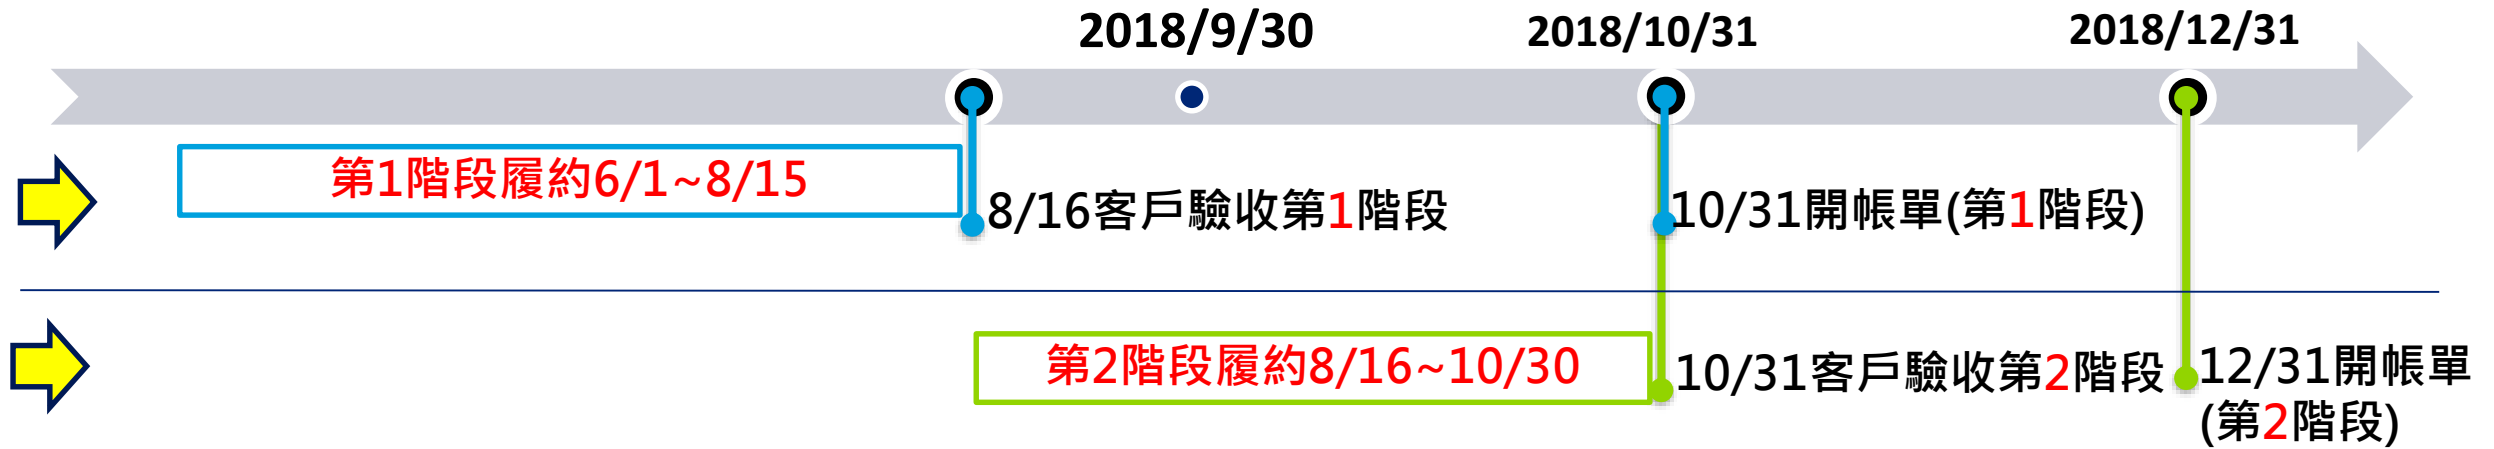 2018/9/30
2018/10/31
2018/12/31
第1階段履約6/1~8/15
8/16客戶驗收第1階段
10/31開帳單(第1階段)
第2階段履約8/16~10/30
10/31客戶驗收第2階段
12/31開帳單
(第2階段)